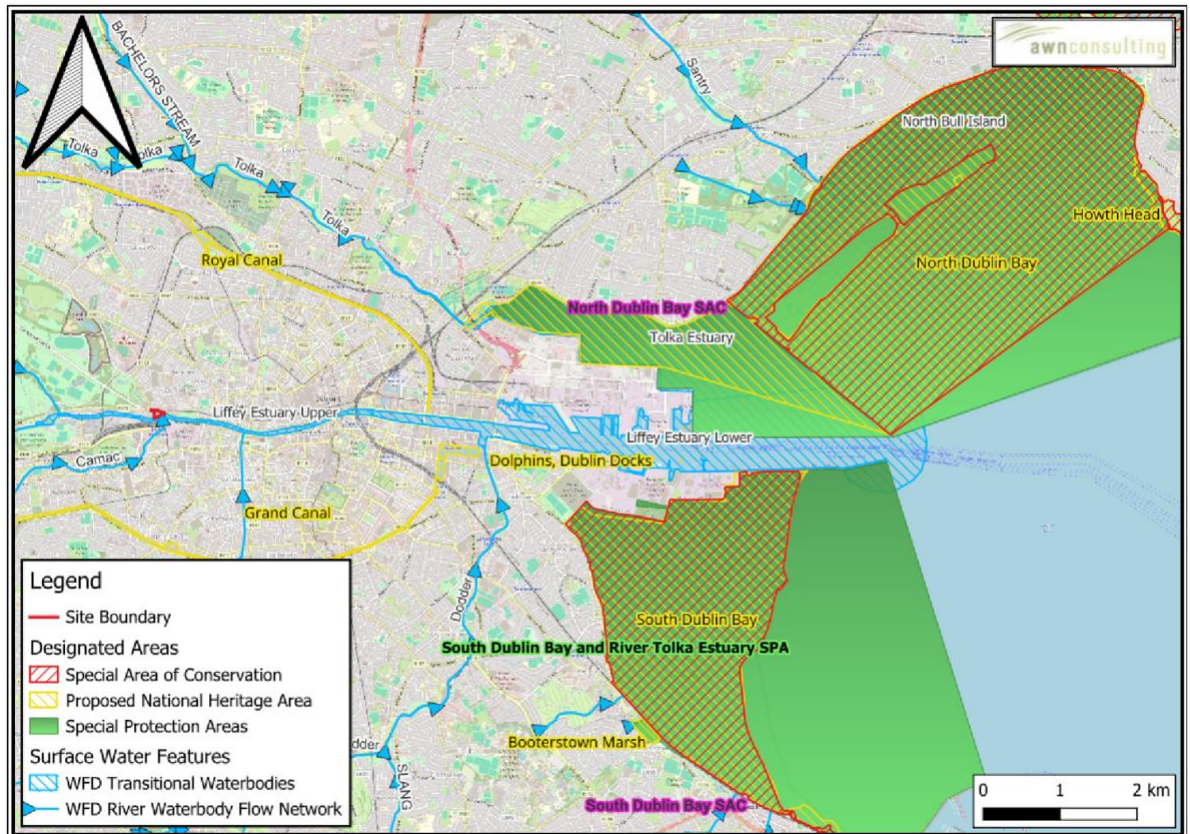 awnconsulting
BACHELORS STREAM
Santry
Tolka
Tolka
Tolka
Tolka
North Bull Island
Howth Head
Royal Canal
North Dublin Bay
North Dublin Bay SAC
Tolka Estuary
Liffey Estuary Upper
Liffey Estuary Lower
Camac
Dolphins, Dublin Docks
Grand Canal
Dodder
South Dublin Bay
South Dublin Bay and River Tolka Estuary SPA
Booterstown Marsh
dder
SLANG
South Dublin Bay SAC
Legend
Site Boundary
Designated Areas
Special Area of Conservation
Proposed National Heritage Area
Special Protection Areas
Surface Water Features
WFD Transitional Waterbodies
WFD River Waterbody Flow Network
0 1 2 km